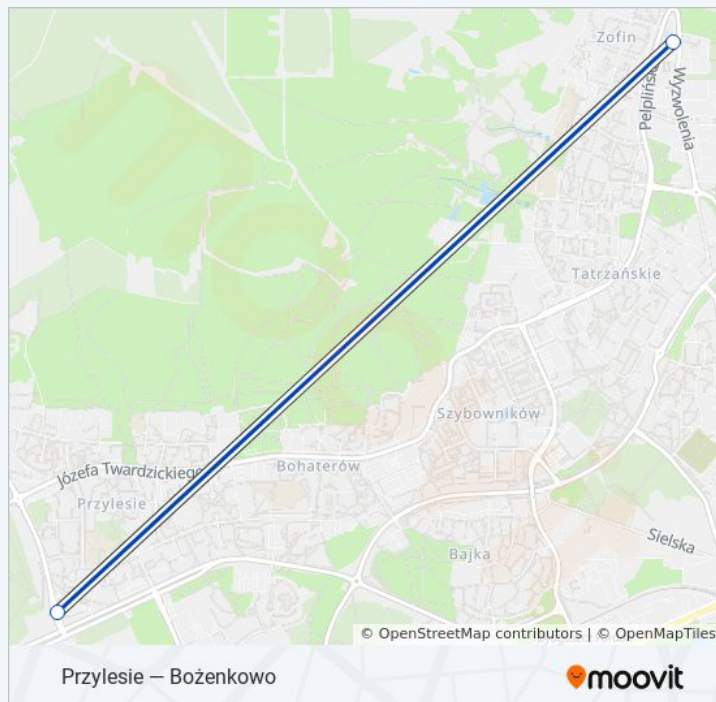 Zofin
Pelplińska
Wyzwolenia
Tatrzańskie
Szybowników
Józefa Twardzickiego
Bohaterów
Przylesie
Sielska
Bajka
© OpenStreetMap contributors | © OpenMapTiles
Przylesie — Bożenkowo
moovit